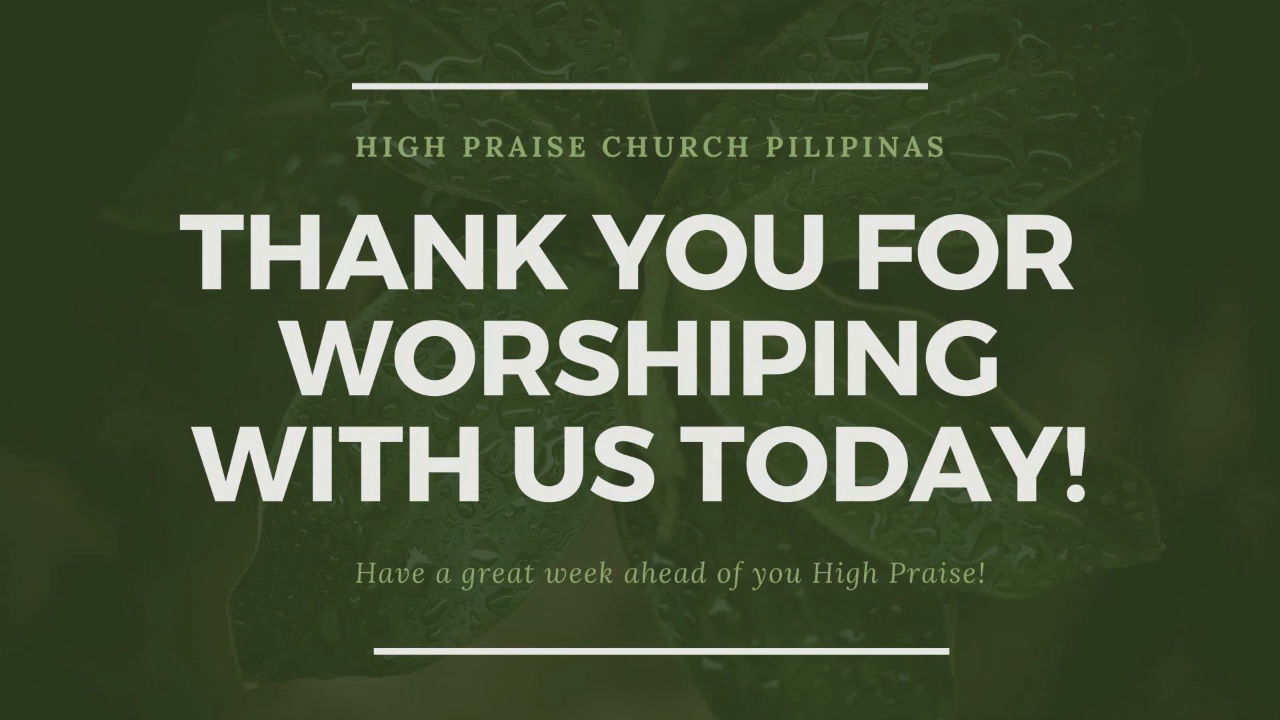 HIGH PRAISE CHURCH PILIPINAS
THANK YOU FOR
WORSHIPING
WITH US TODAY!
Have a great week ahead of you High Praise!